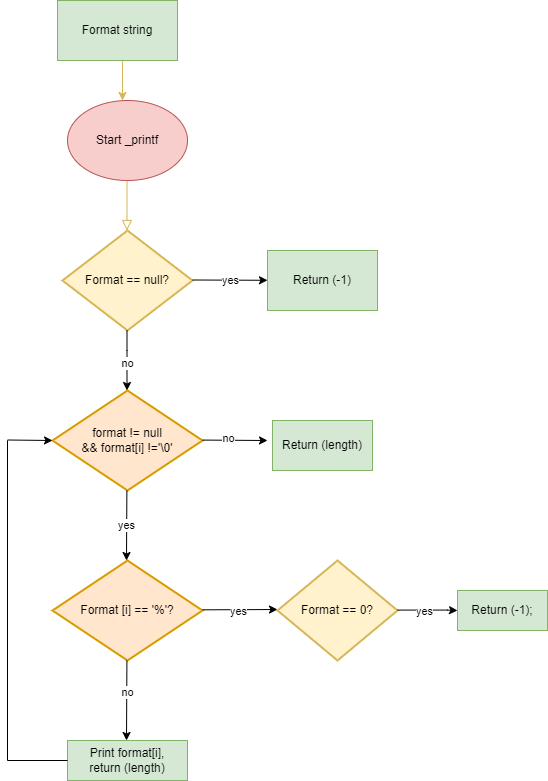 Format string
Start _printf
Format == null?
yes
Return (-1)
no
format != null
&& format[i] !='\0'
no
Return (length)
yes
Format [i] == '%'?
yes
Format == 0?
yes
Return (-1);
no
Print format[i],
return (length)